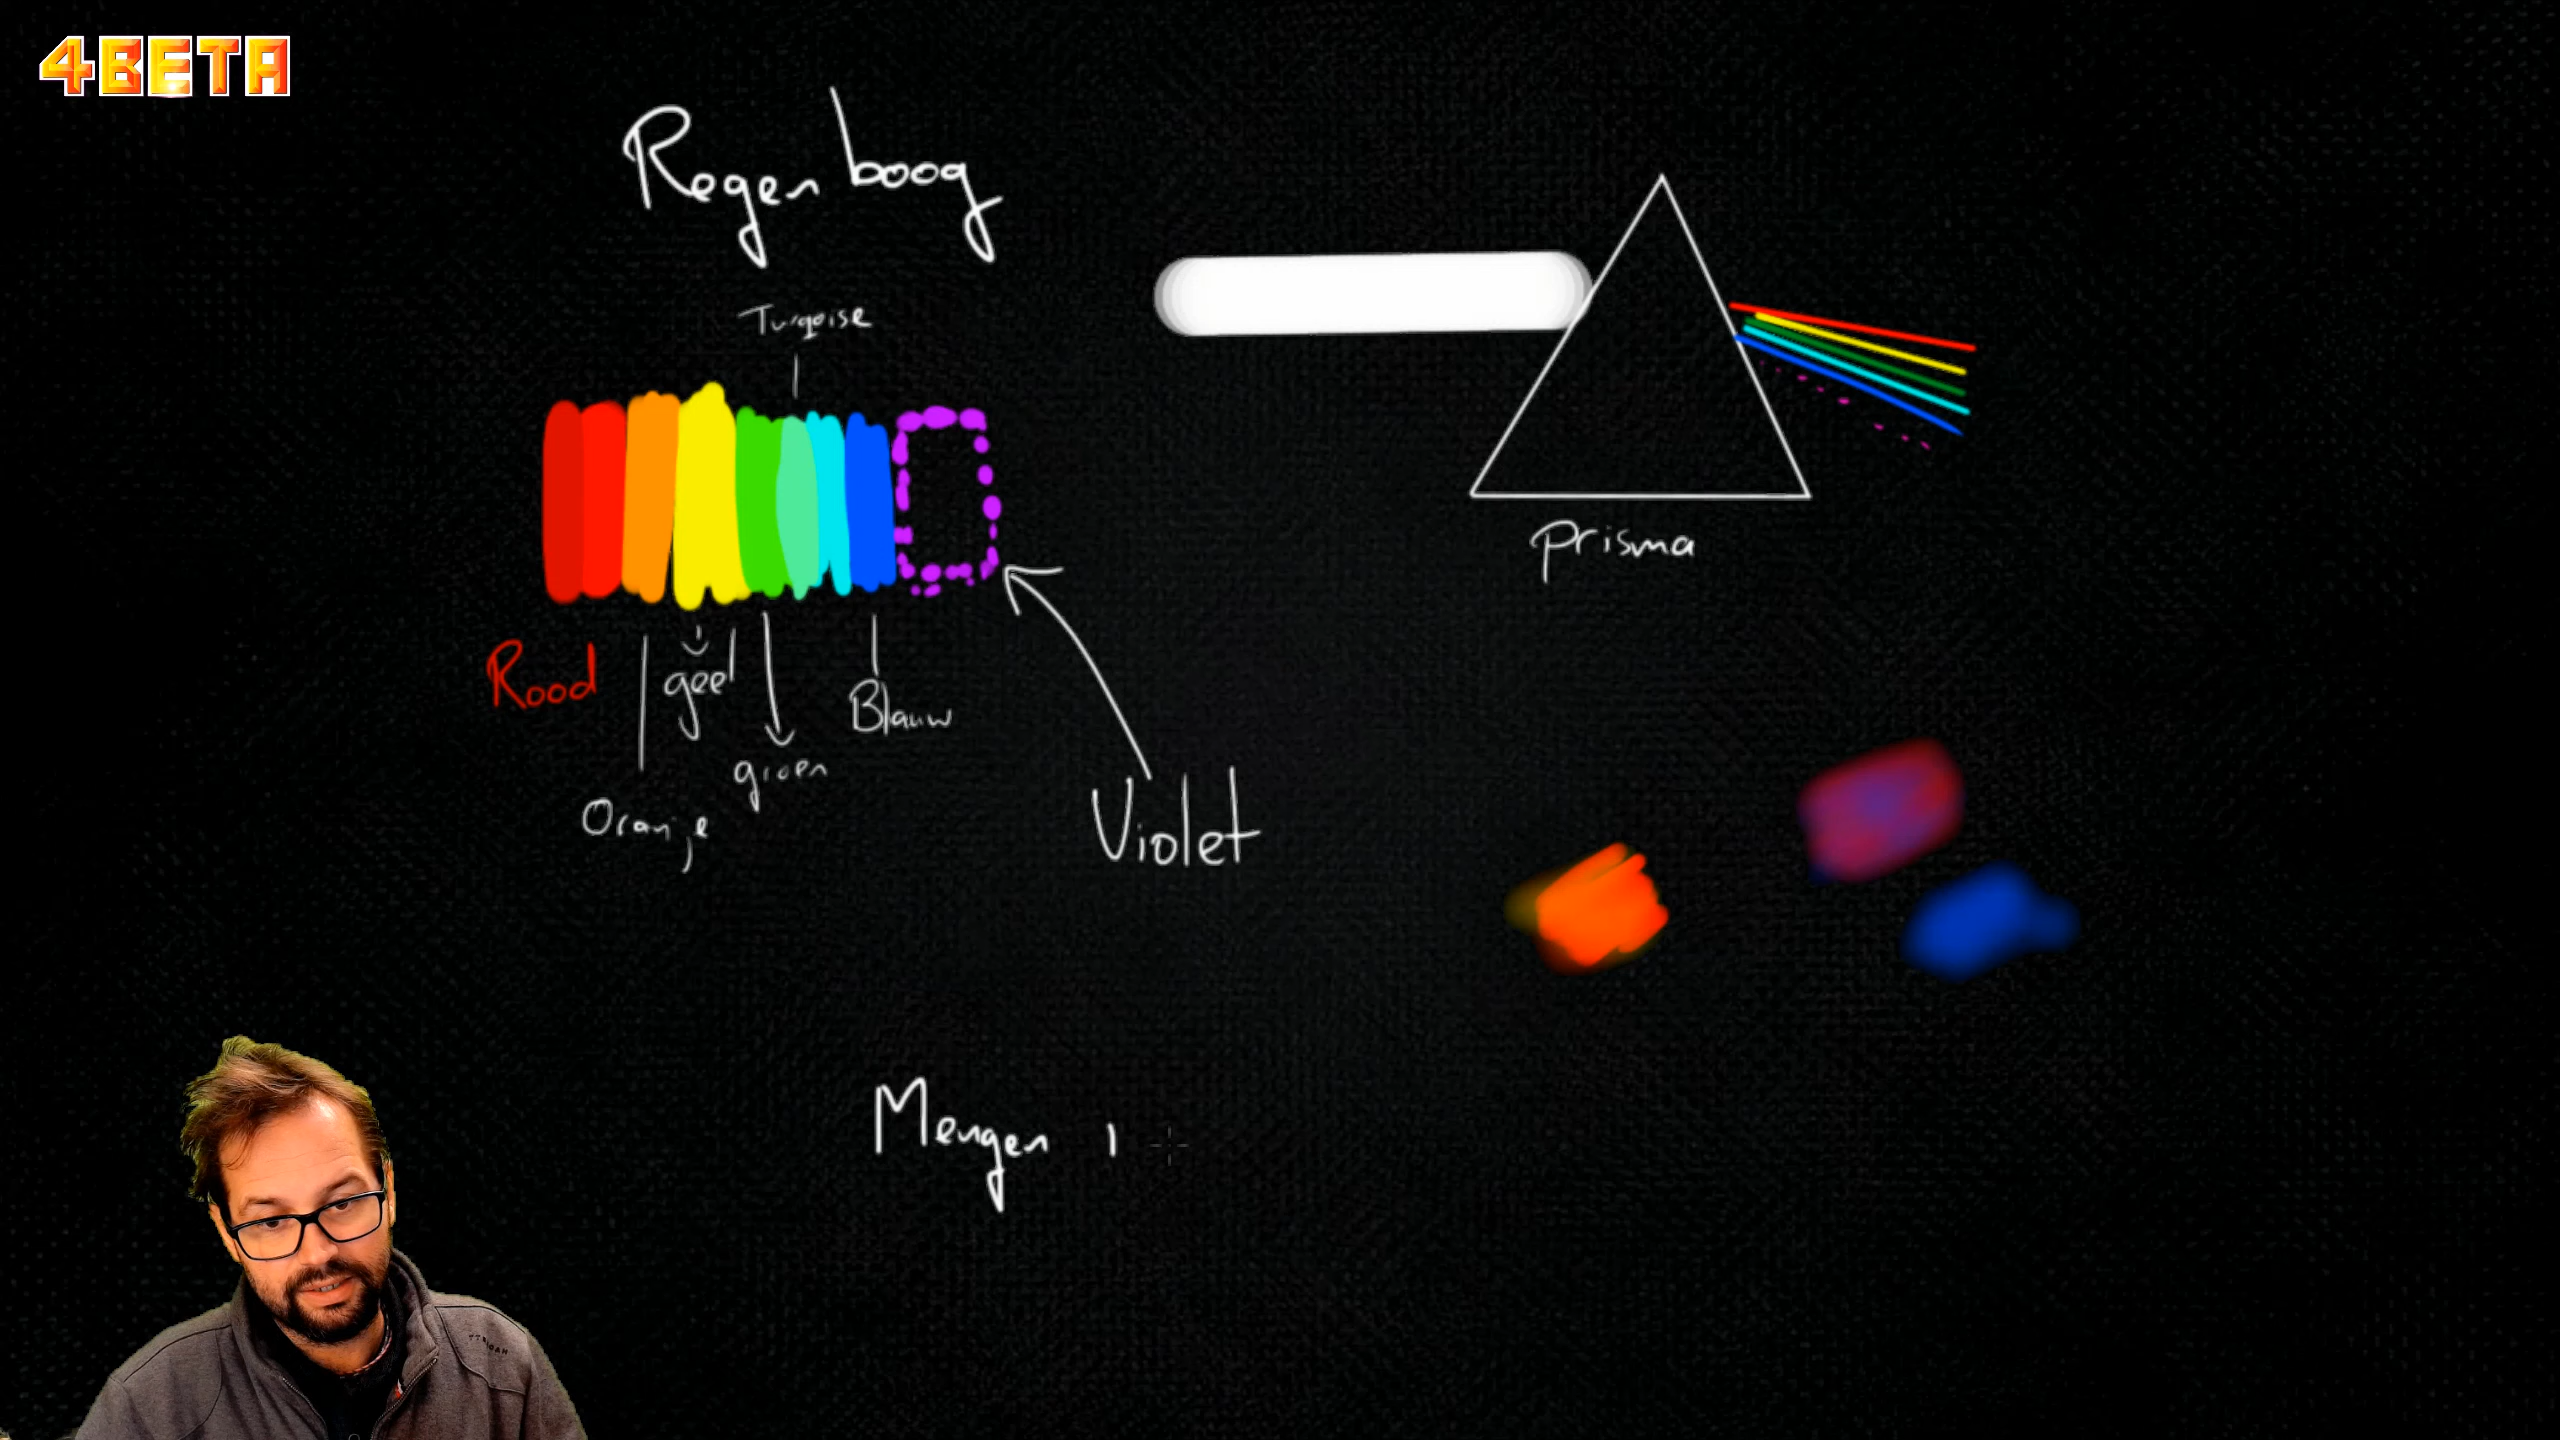 4BETA
Regenboog
Turqoise
prisma
Rood
geel
Blauw
groen
Oranje
Violet
Mengen i